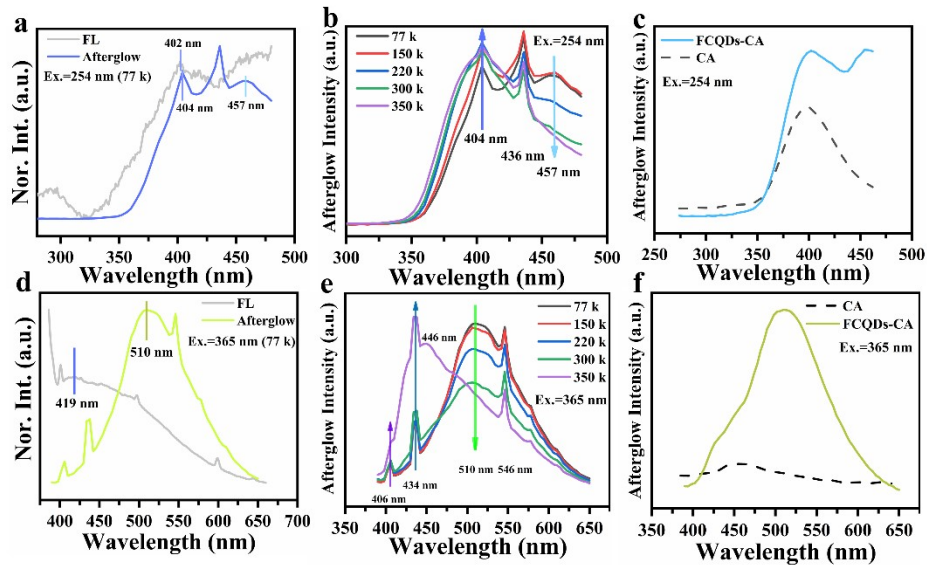 a
Nor. Int. (a.u.)
FL
Afterglow
Ex.=254 nm (77 k)
402 nm
404 nm
457 nm
300 350 400 450 500
Wavelength (nm)
b
Afterglow Intensity (a.u.)
77 k
150 k
220 k
300 k
350 k
Ex.=254 nm
404 nm
436 nm
457 nm
300 350 400 450 500
Wavelength (nm)
c
Afterglow Intensity (a.u.)
FCQDs-CA
CA
Ex.=254 nm
250 300 350 400 450 500
Wavelength (nm)
d
Nor. Int. (a.u.)
FL
Afterglow
Ex.=365 nm (77 k)
510 nm
419 nm
400 450 500 550 600 650 700
Wavelength (nm)
e
Afterglow Intensity (a.u.)
77 k
150 k
220 k
300 k
350 k
Ex.=365 nm
446 nm
406 nm
434 nm
510 nm
546 nm
350 400 450 500 550 600 650
Wavelength (nm)
f
Afterglow Intensity (a.u.)
CA
FCQDs-CA
Ex.=365 nm
350 400 450 500 550 600 650
Wavelength (nm)